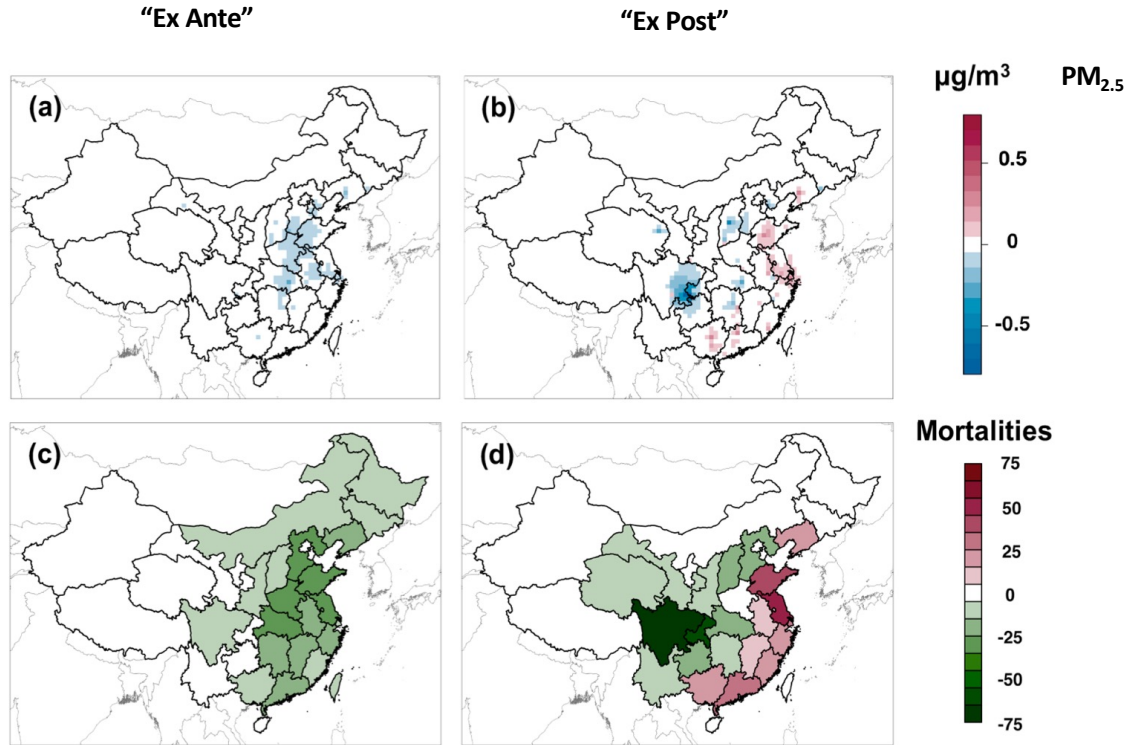 “Ex Ante”
“Ex Post”
(a)
(b)
µg/m³
PM₂.₅
0.5
0
-0.5
(c)
(d)
Mortalities
75
50
25
0
-25
-50
-75